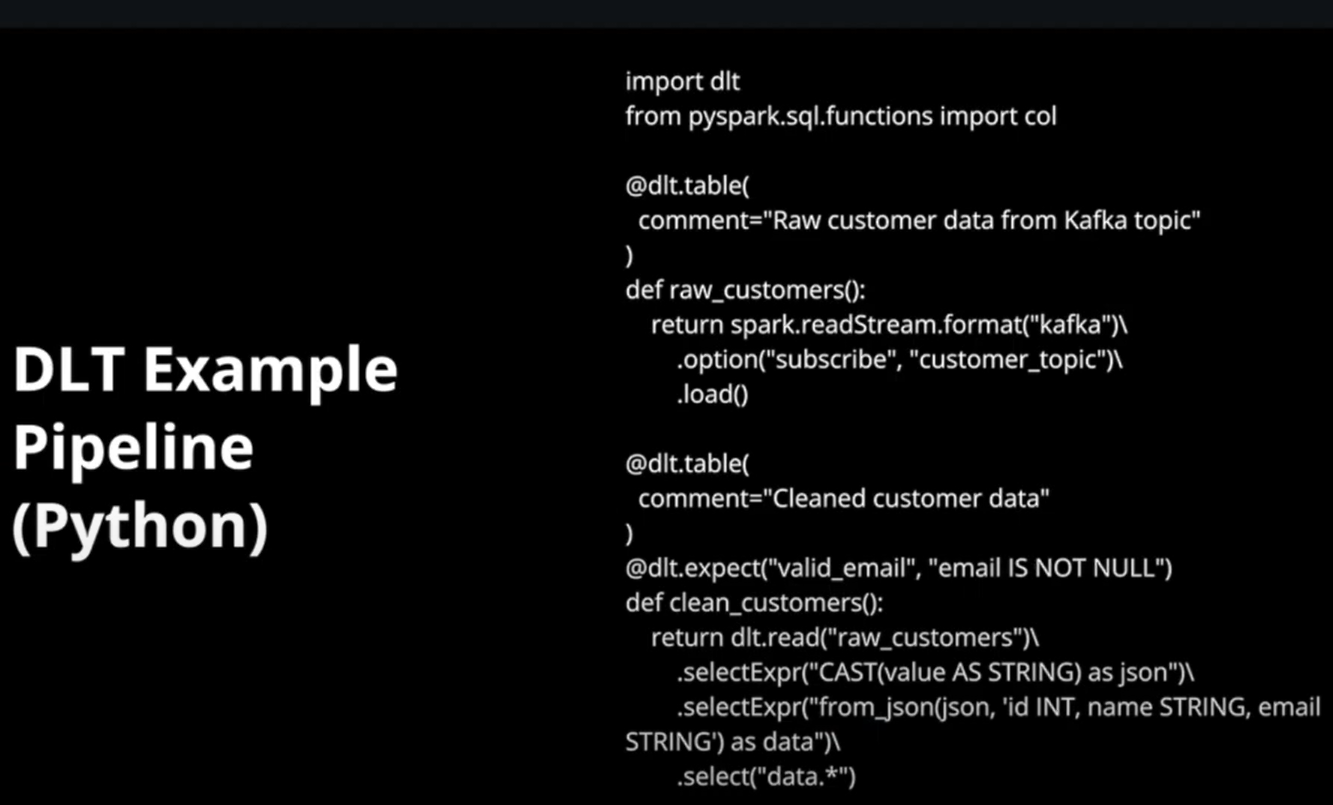 DLT Example
Pipeline
(Python)
import dlt
from pyspark.sql.functions import col
@dlt.table(
  comment="Raw customer data from Kafka topic"
)
def raw_customers():
    return spark.readStream.format("kafka")\
        .option("subscribe", "customer_topic")\
        .load()
@dlt.table(
  comment="Cleaned customer data"
)
@dlt.expect("valid_email", "email IS NOT NULL")
def clean_customers():
    return dlt.read("raw_customers")\
        .selectExpr("CAST(value AS STRING) as json")\
        .selectExpr("from_json(json, 'id INT, name STRING, email
STRING') as data")\
        .select("data.*")